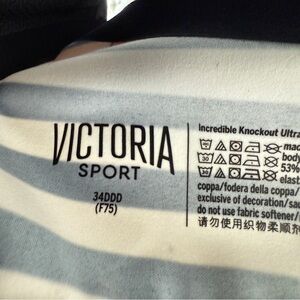 VICTORIA
SPORT
34DDD
(F75)
Incredible Knockout Ultra
body
53%
elast
coppa/fodera della coppa/
exclusive of decoration/
do not use fabric softener/
请勿使用织物柔顺剂